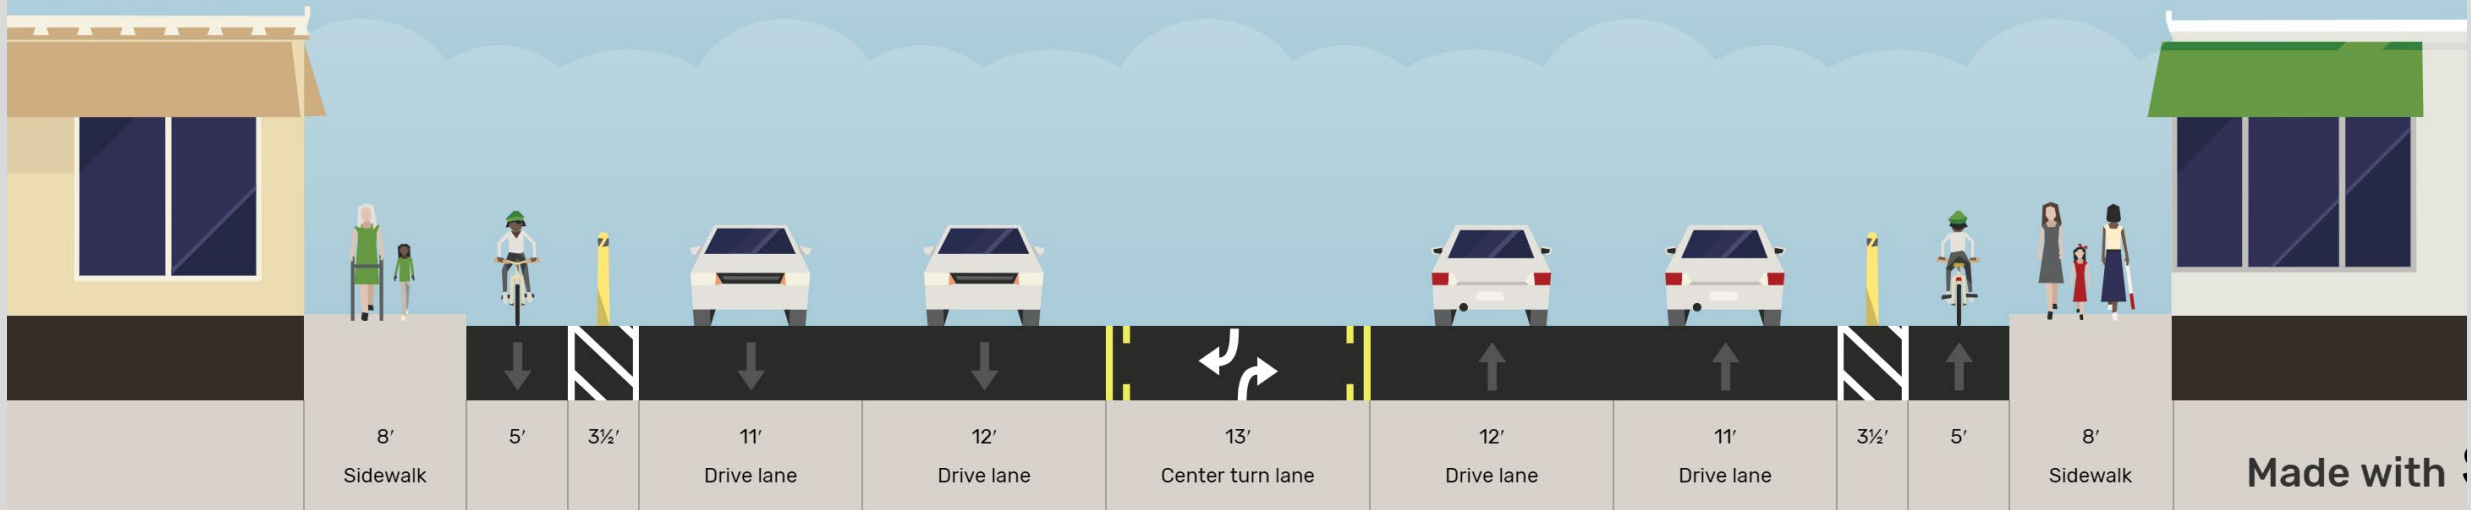 8′
5′
3½′
11′
12′
13′
12′
11′
3½′
5′
8′
Sidewalk
Drive lane
Drive lane
Center turn lane
Drive lane
Drive lane
Sidewalk
Made with